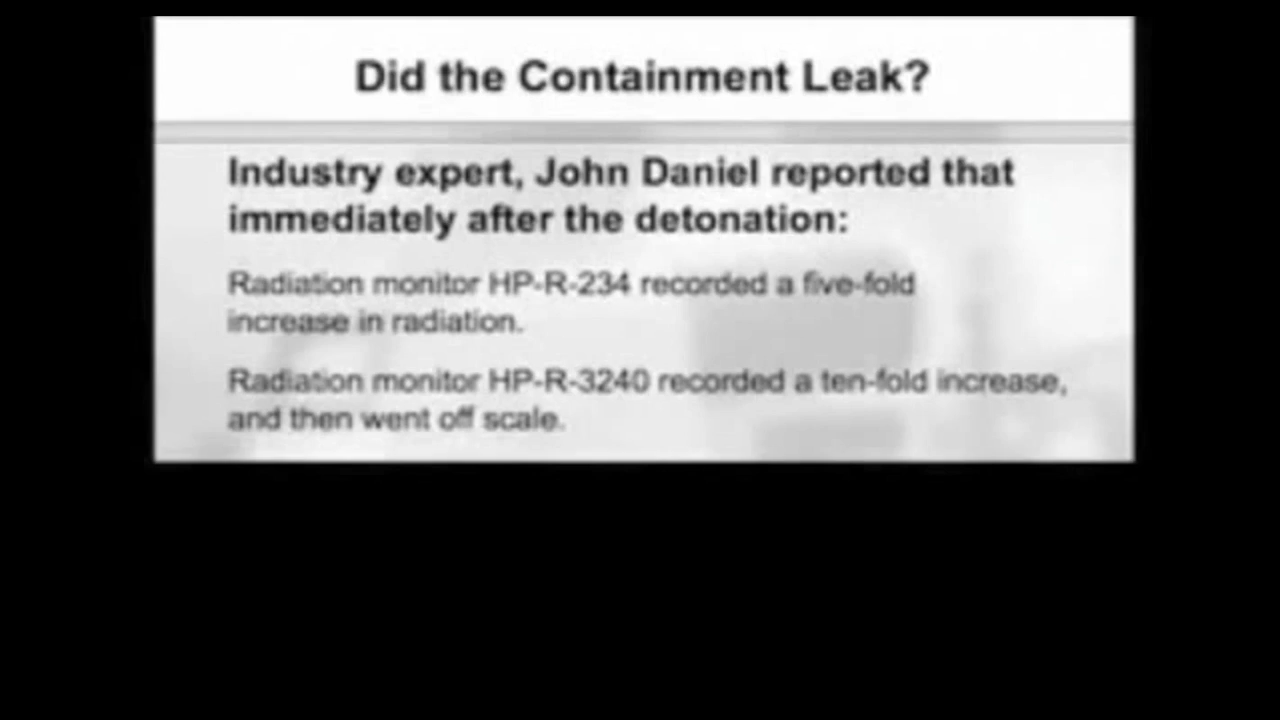 Did the Containment Leak?
Industry expert, John Daniel reported that
immediately after the detonation:
Radiation monitor HP-R-234 recorded a five-fold
increase in radiation.
Radiation monitor HP-R-3240 recorded a ten-fold increase,
and then went off scale.